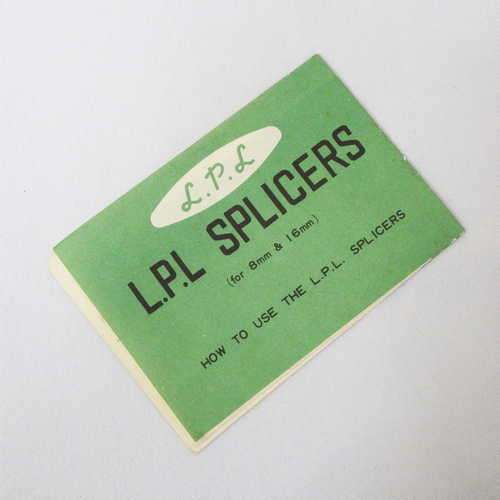 L.P.L
L.P.L SPLICERS
(for 8mm & 16mm)
HOW TO USE THE L.P.L. SPLICERS